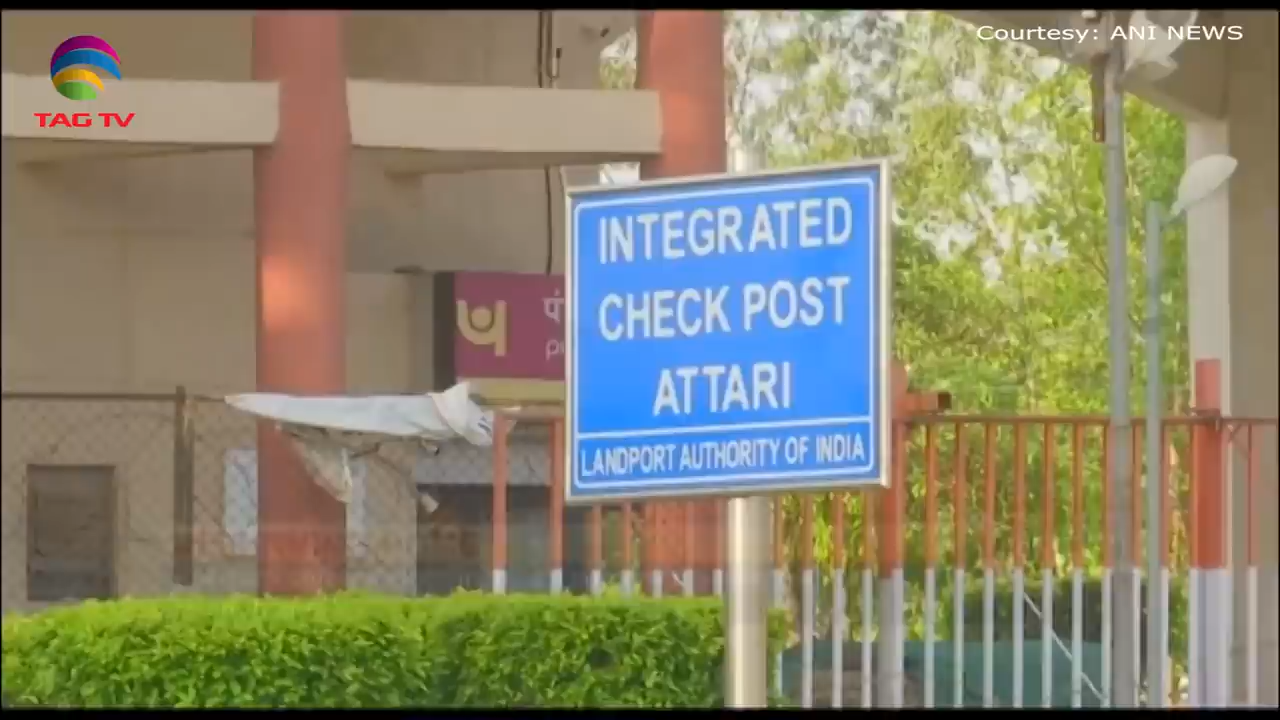 Courtesy: ANI NEWS
TAG TV
INTEGRATED
CHECK POST
ATTARI
LANDPORT AUTHORITY OF INDIA